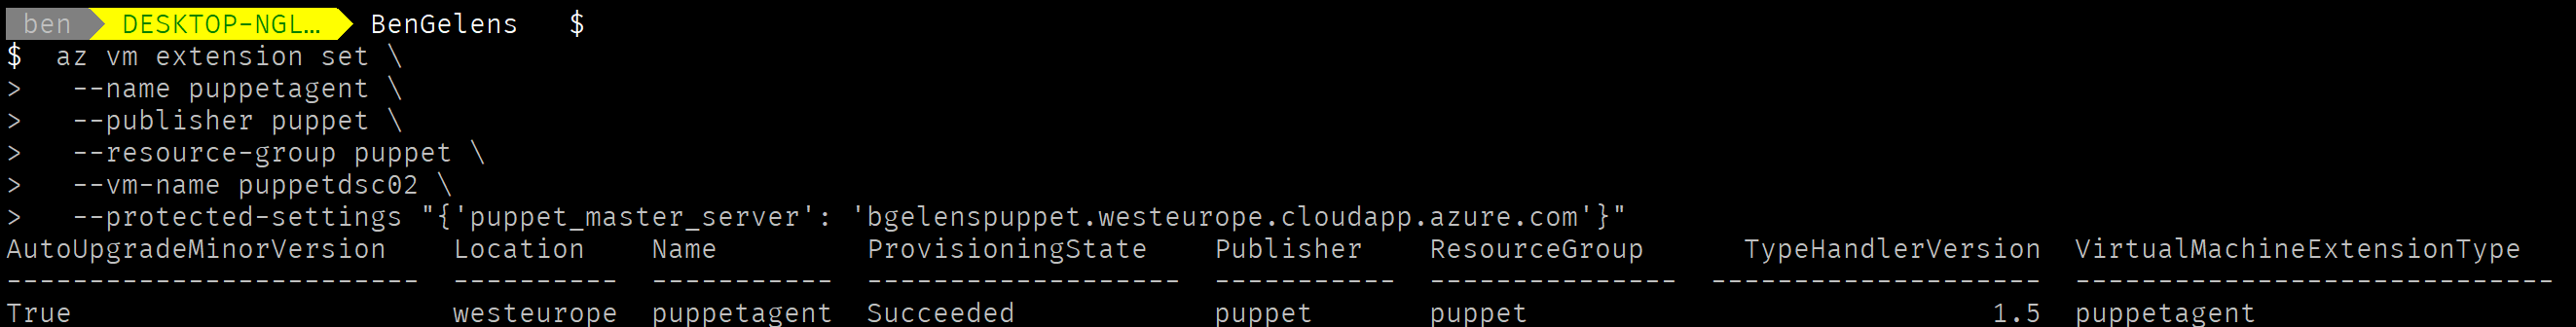 ben DESKTOP-NGL… BenGelens $
$ az vm extension set \
> --name puppetagent \
> --publisher puppet \
> --resource-group puppet \
> --vm-name puppetdsc02 \
> --protected-settings "{'puppet_master_server': 'bgelenspuppet.westeurope.cloudapp.azure.com'}"
AutoUpgradeMinorVersion Location Name ProvisioningState Publisher ResourceGroup TypeHandlerVersion VirtualMachineExtensionType
------------------------- ---------- ----------- ------------------- ----------- --------------- -------------------- -----------------------------
True westeurope puppetagent Succeeded puppet puppet 1.5 puppetagent